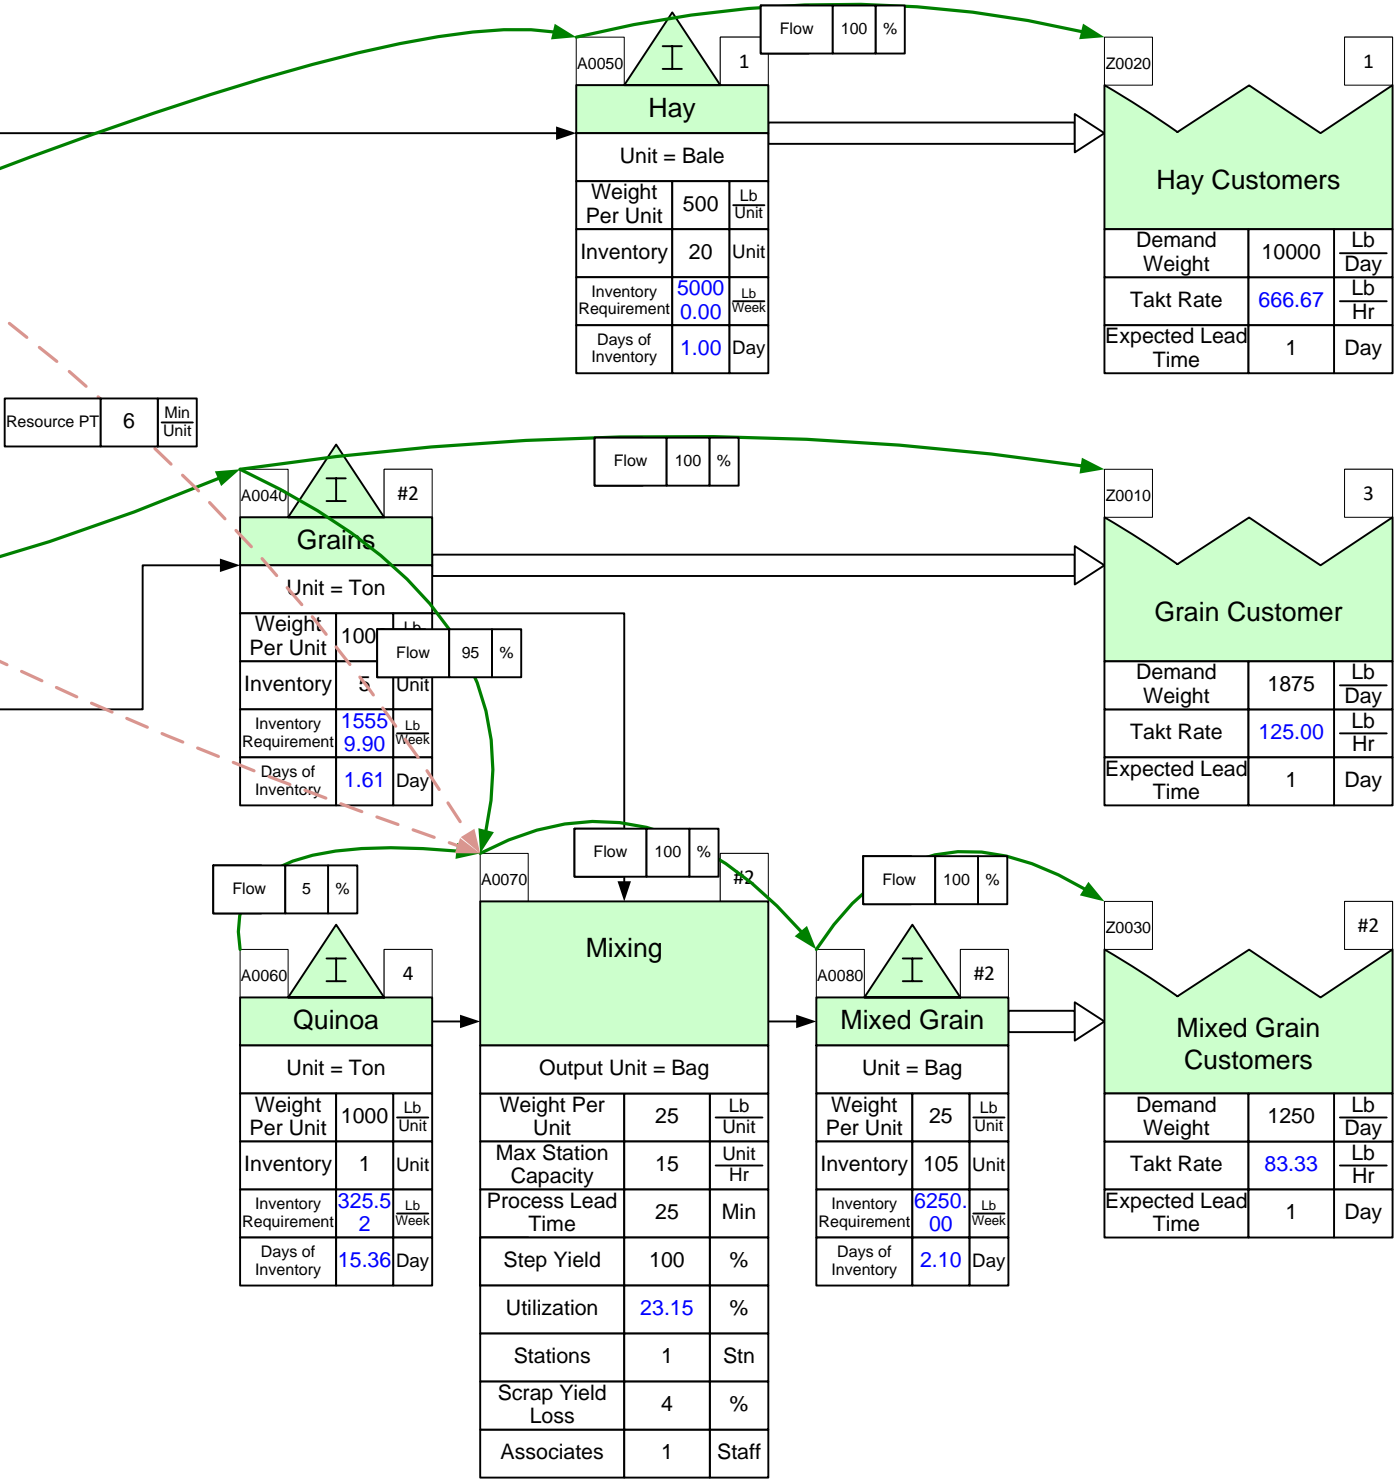 Flow 100 %
A0050 I 1
Hay
Unit = Bale
Weight
Per Unit 500 Lb
Unit
Inventory 20 Unit
Inventory
Requirement 5000
0.00 Lb
Week
Days of
Inventory 1.00 Day
Z0020 1
Hay Customers
Demand
Weight 10000 Lb
Day
Takt Rate 666.67 Lb
Hr
Expected Lead
Time 1 Day
Resource PT 6 Min
Unit
Flow 100 %
A0040 I #2
Grains
Unit = Ton
Weight
Per Unit 100 Lb
Flow 95 %
Inventory 5 Unit
Inventory
Requirement 1555
9.90 Lb
Week
Days of
Inventory 1.61 Day
Z0010 3
Grain Customer
Demand
Weight 1875 Lb
Day
Takt Rate 125.00 Lb
Hr
Expected Lead
Time 1 Day
Flow 5 %
A0060 I 4
Quinoa
Unit = Ton
Weight
Per Unit 1000 Lb
Unit
Inventory 1 Unit
Inventory
Requirement 325.5
2 Lb
Week
Days of
Inventory 15.36 Day
Flow 100 %
A0070 #2
Mixing
Output Unit = Bag
Weight Per
Unit 25 Lb
Unit
Max Station
Capacity 15 Unit
Hr
Process Lead
Time 25 Min
Step Yield 100 %
Utilization 23.15 %
Stations 1 Stn
Scrap Yield
Loss 4 %
Associates 1 Staff
Flow 100 %
A0080 I #2
Mixed Grain
Unit = Bag
Weight
Per Unit 25 Lb
Unit
Inventory 105 Unit
Inventory
Requirement 6250.
00 Lb
Week
Days of
Inventory 2.10 Day
Z0030 #2
Mixed Grain
Customers
Demand
Weight 1250 Lb
Day
Takt Rate 83.33 Lb
Hr
Expected Lead
Time 1 Day